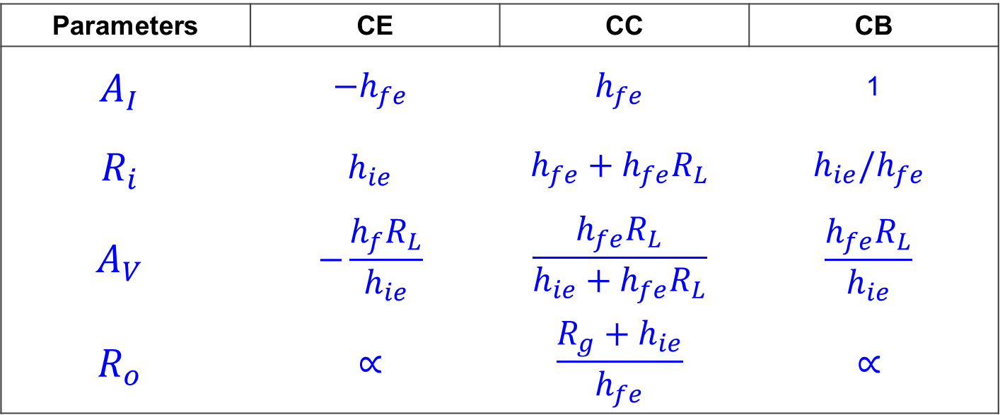 Parameters CE CC CB
A_I −h_{fe} h_{fe} 1
R_i h_{ie} h_{fe} + h_{fe}R_L h_{ie}/h_{fe}
A_V −\frac{h_f R_L}{h_{ie}} \frac{h_{fe}R_L}{h_{ie} + h_{fe}R_L} \frac{h_{fe}R_L}{h_{ie}}
R_o ∝ \frac{R_g + h_{ie}}{h_{fe}} ∝